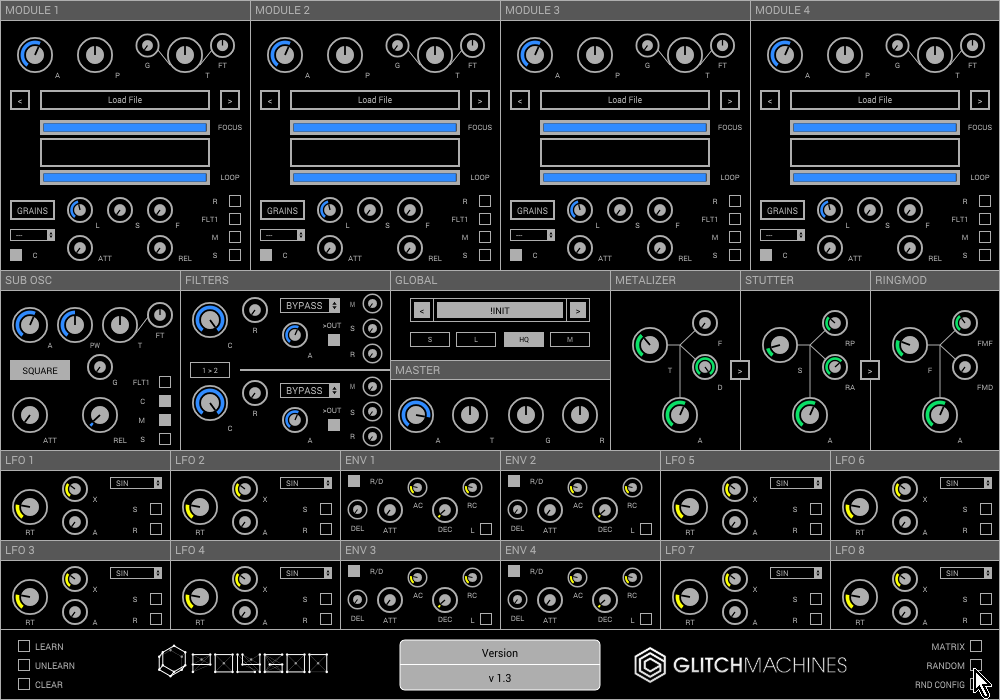 MODULE 1 MODULE 2 MODULE 3 MODULE 4
G FT G FT G FT G FT
A P T A P T A P T A P T
< Load File > < Load File > < Load File > < Load File >
FOCUS FOCUS FOCUS FOCUS
LOOP LOOP LOOP LOOP
R R R R
GRAINS L S F FLT1 GRAINS L S F FLT1 GRAINS L S F FLT1 GRAINS L S F FLT1
--- M --- M --- M --- M
C ATT REL S C ATT REL S C ATT REL S C ATT REL S
SUB OSC FILTERS GLOBAL METALIZER STUTTER RINGMOD
BYPASS M < !INIT >
A PW T FT C R >OUT S A R S L HQ M F RP FMF
SQUARE G FLT1 1 > 2 MASTER T > S > F
C BYPASS M D RA FMD
ATT REL M S C R >OUT S A R A T G R A A A
LFO 1 LFO 2 ENV 1 ENV 2 LFO 5 LFO 6
X SIN X SIN R/D R/D X SIN X SIN
S S AC RC AC RC S S
RT A R RT A R DEL ATT DEC L DEL ATT DEC L RT A R RT A R
LFO 3 LFO 4 ENV 3 ENV 4 LFO 7 LFO 8
X SIN X SIN R/D R/D X SIN X SIN
S S AC RC AC RC S S
RT A R RT A R DEL ATT DEC L DEL ATT DEC L RT A R RT A R
LEARN Version MATRIX
UNLEARN POLYGON GLITCHMACHINES RANDOM
CLEAR v 1.3 RND CONFIG